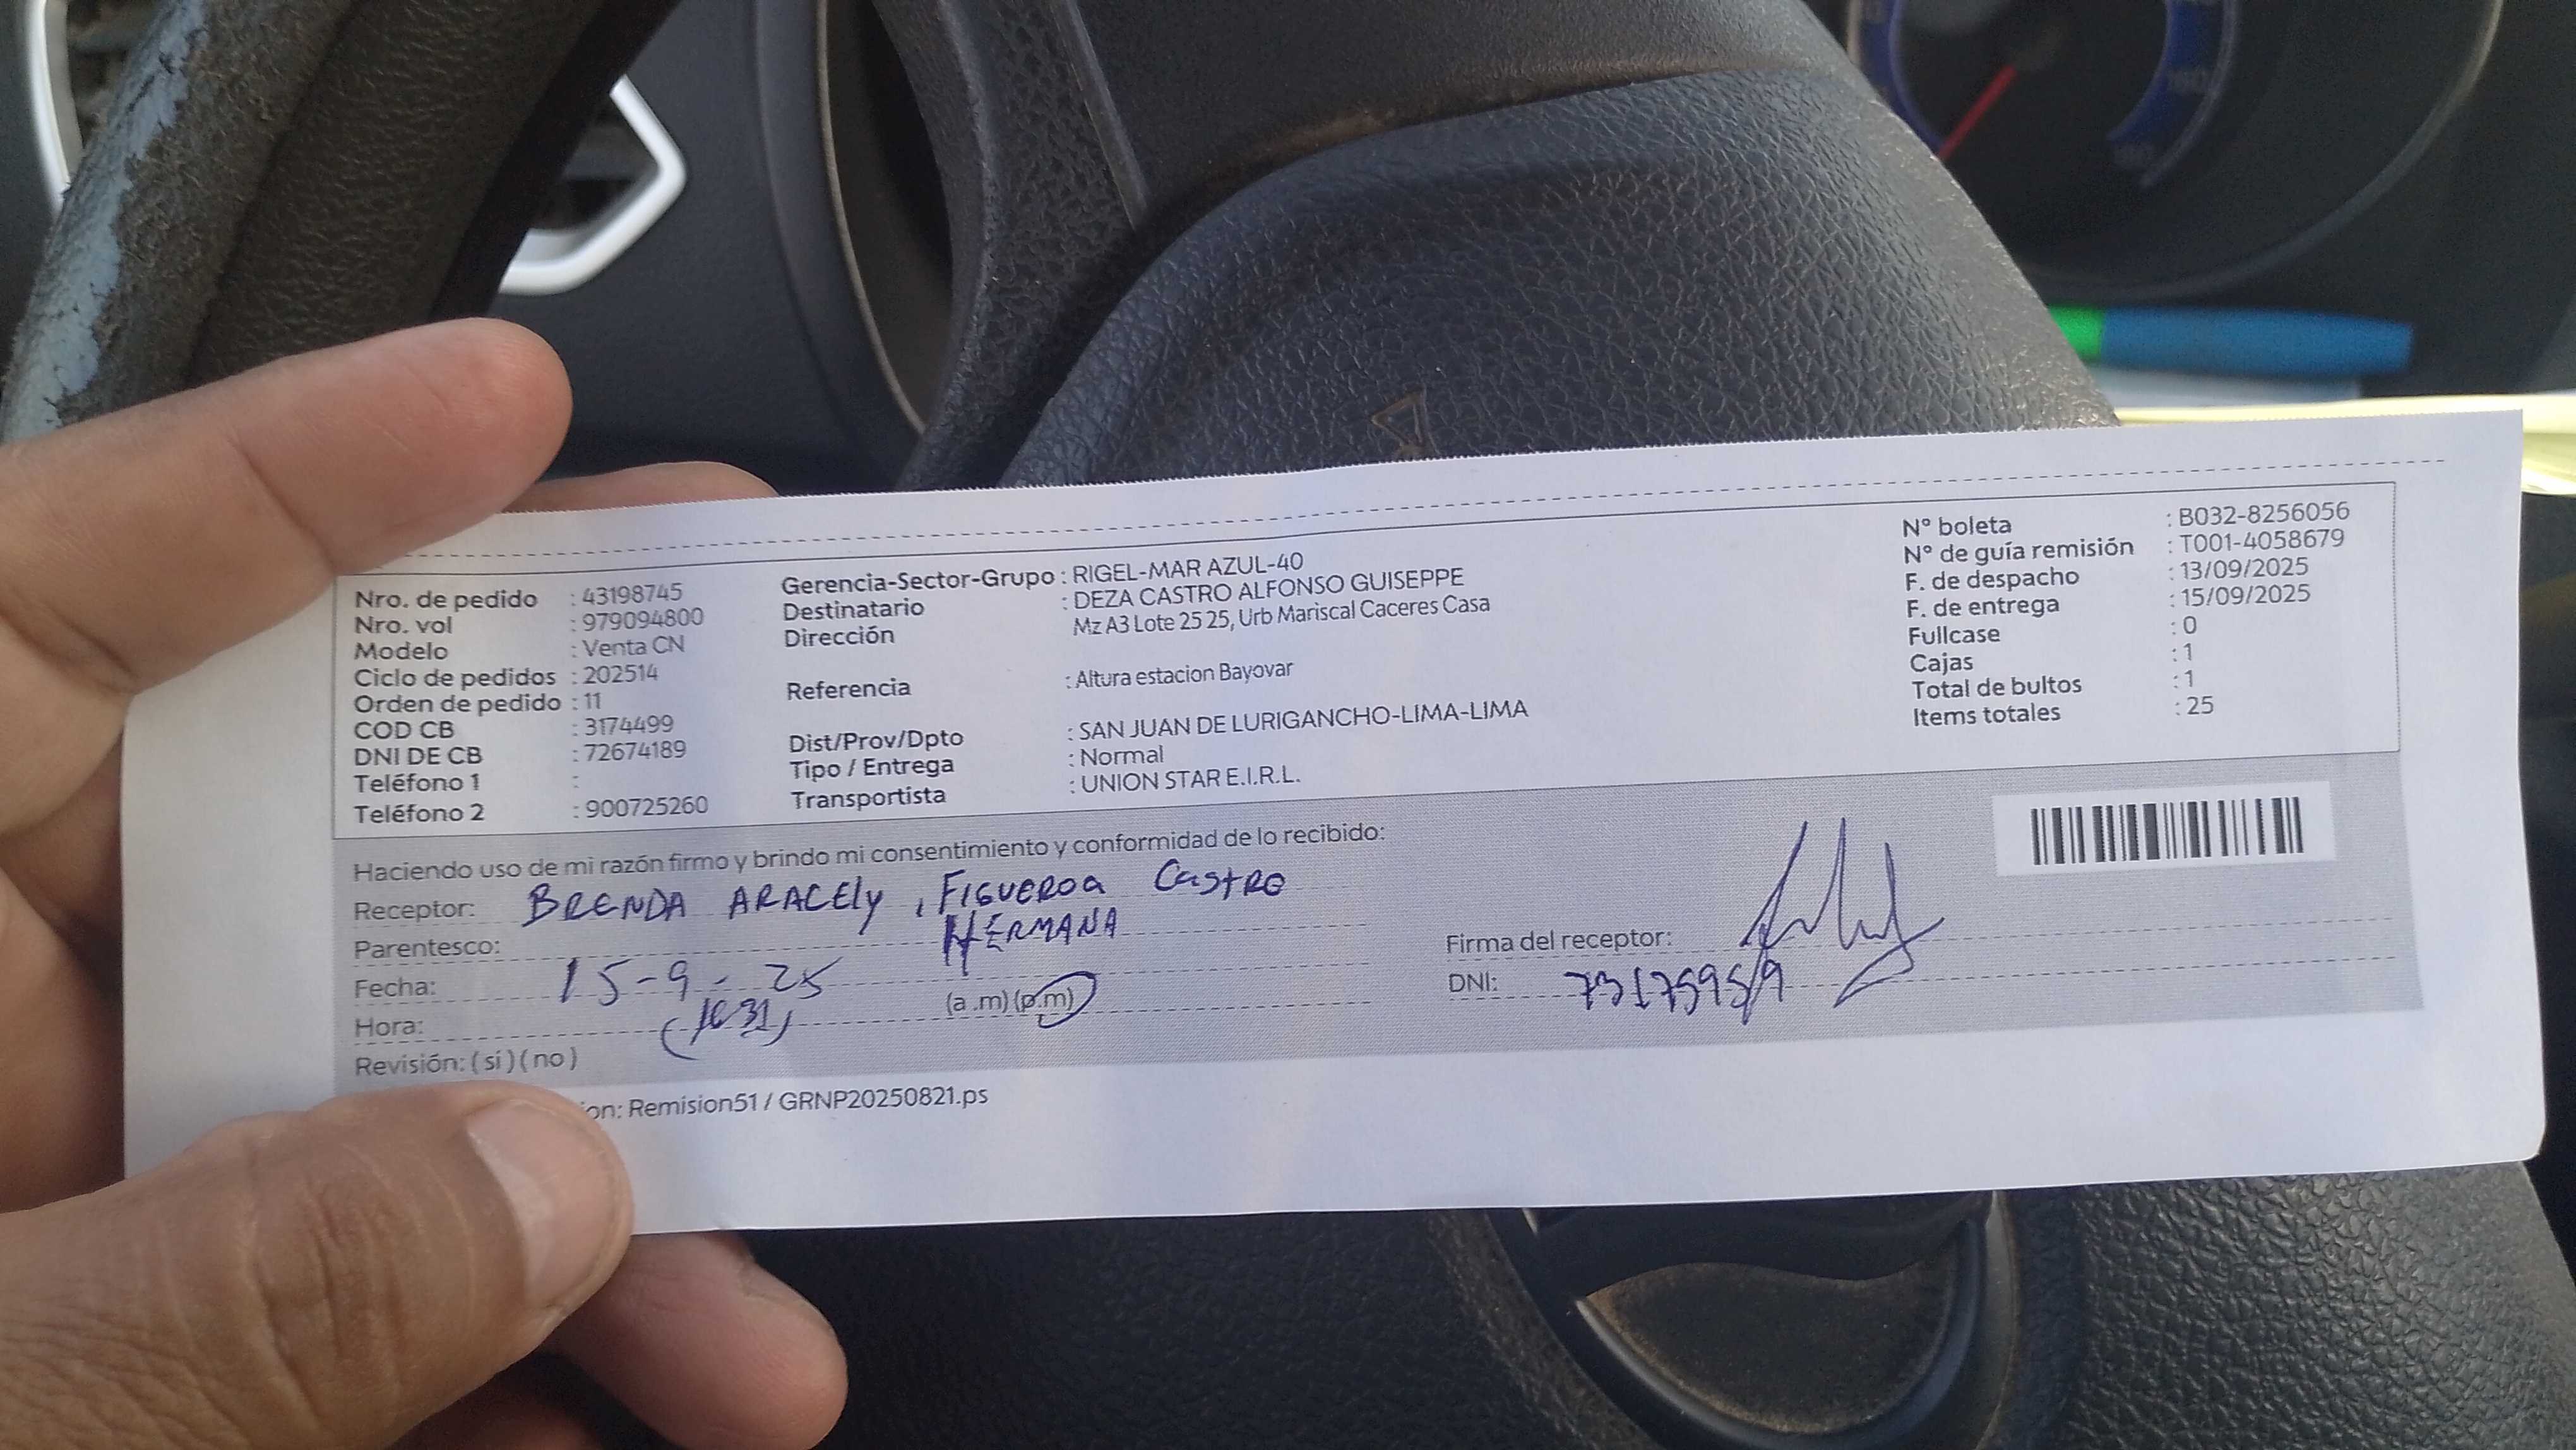 Nro. de pedido : 43198745
Nro. vol : 979094800
Modelo : Venta CN
Ciclo de pedidos : 202514
Orden de pedido : 11
COD CB : 3174499
DNI DE CB : 72674189
Teléfono 1 :
Teléfono 2 : 900725260
Gerencia-Sector-Grupo : RIGEL-MAR AZUL-40
Destinatario : DEZA CASTRO ALFONSO GUISEPPE
Dirección Mz A3 Lote 25 25, Urb Mariscal Caceres Casa
Referencia : Altura estacion Bayovar
Dist/Prov/Dpto : SAN JUAN DE LURIGANCHO-LIMA-LIMA
Tipo / Entrega : Normal
Transportista : UNION STAR E.I.R.L.
N° boleta : B032-8256056
N° de guía remisión : T001-4058679
F. de despacho : 13/09/2025
F. de entrega : 15/09/2025
Fullcase : 0
Cajas : 1
Total de bultos : 1
Items totales : 25
Haciendo uso de mi razón firmo y brindo mi consentimiento y conformidad de lo recibido:
Receptor: BRENDA ARACELy, FIGUEROa CastRO
Parentesco: HERMANA
Fecha: 15-9-25
Hora: (a.m)(p.m)
Revisión: (sí)(no)
Firma del receptor:
DNI:
Remision51 / GRNP20250821.ps